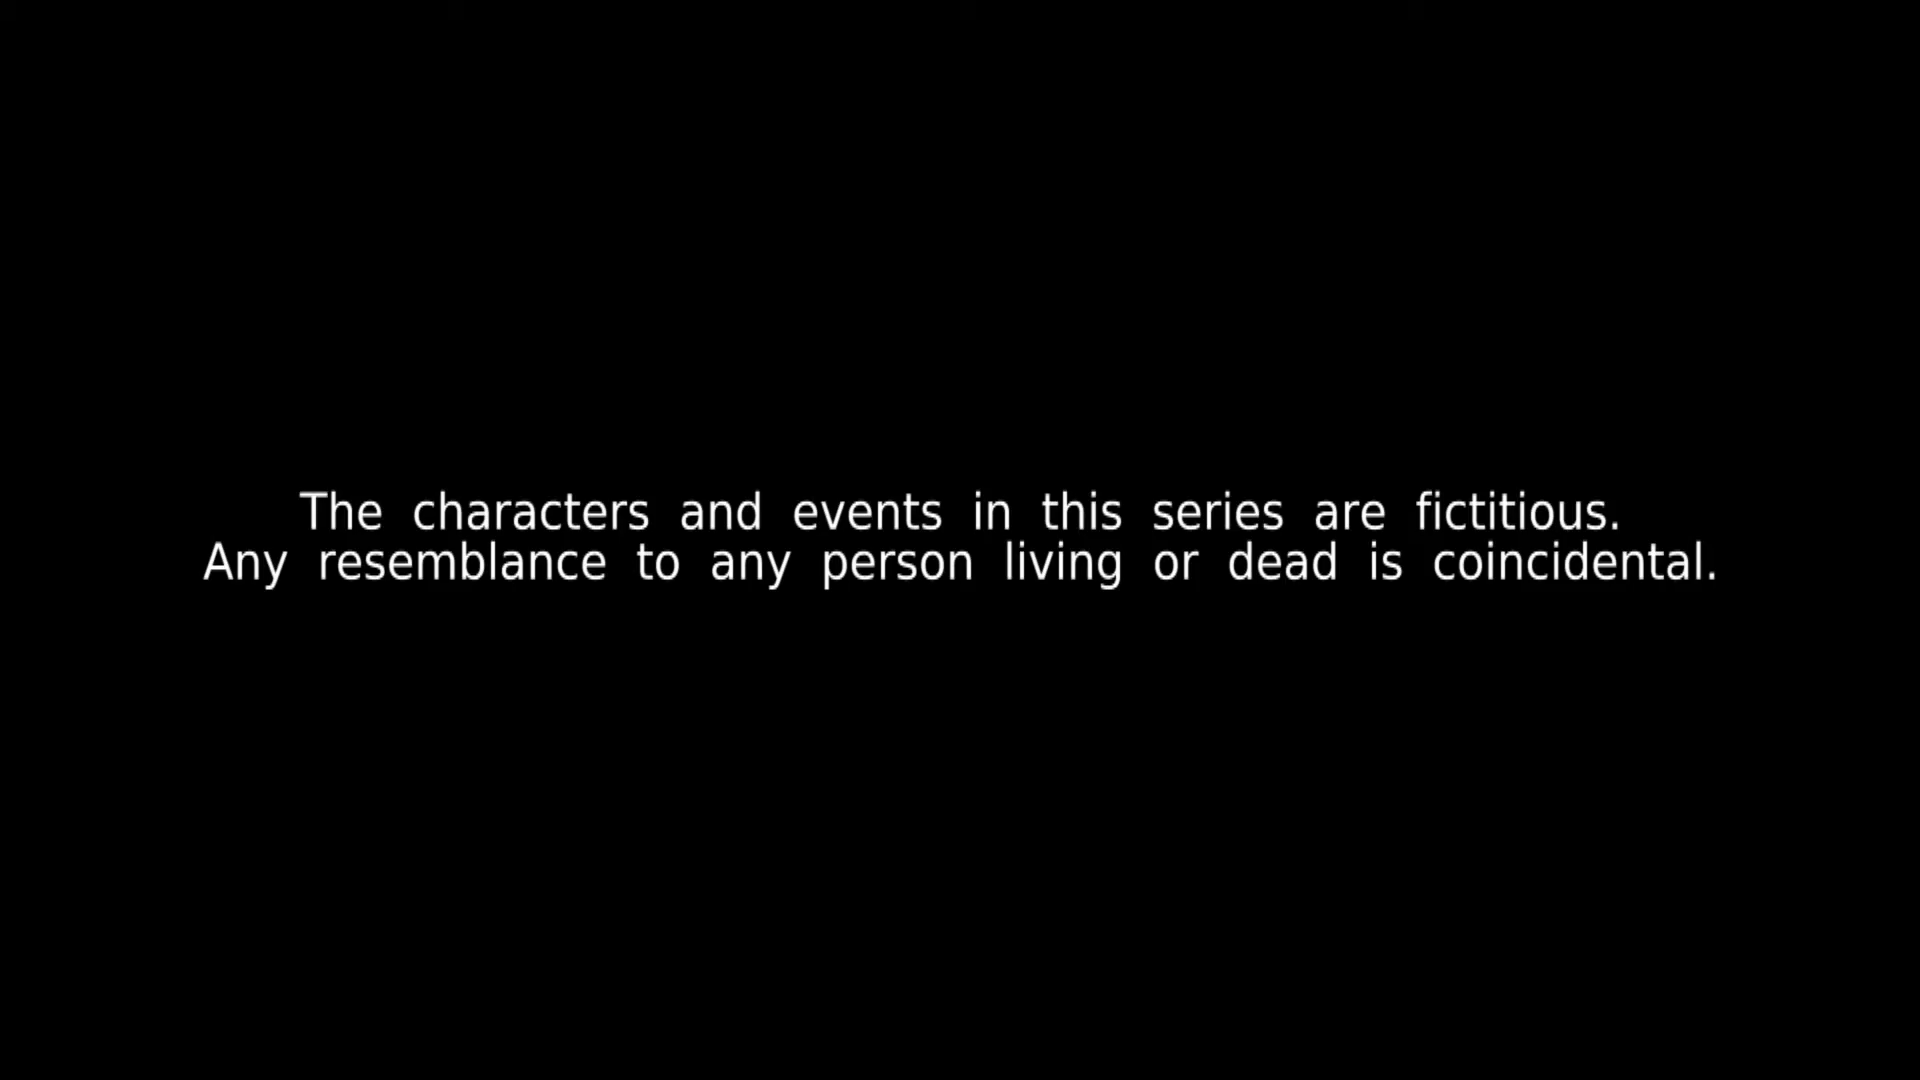 The characters and events in this series are fictitious.
Any resemblance to any person living or dead is coincidental.